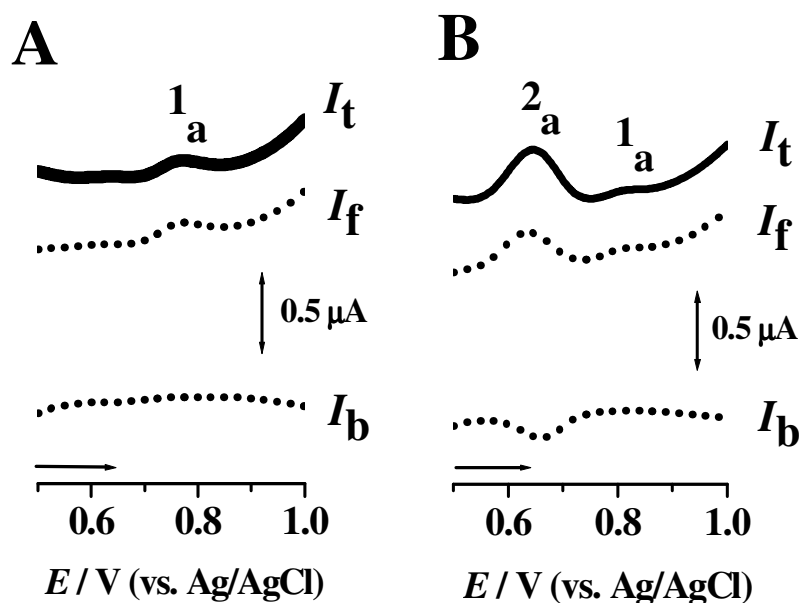 A
1a
It
If
0.5 μA
Ib
0.6 0.8 1.0
E / V (vs. Ag/AgCl)
B
2a
1a
It
If
0.5 μA
Ib
0.6 0.8 1.0
E / V (vs. Ag/AgCl)